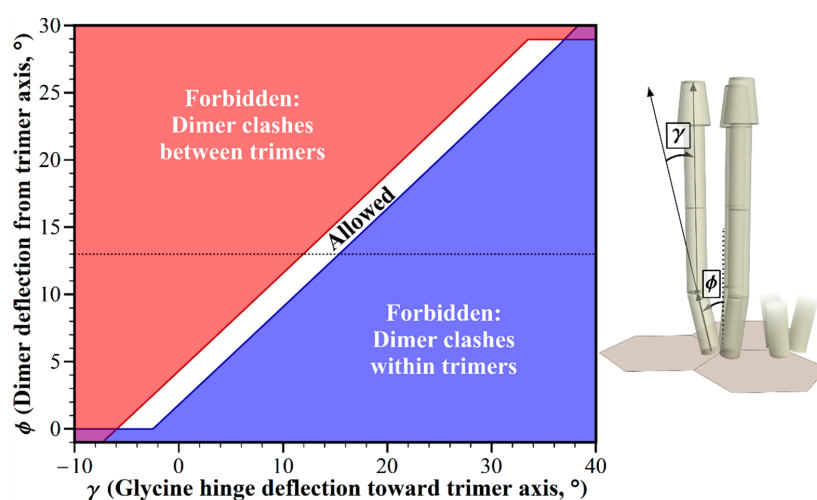 30
25
20
15
10
5
0
ϕ (Dimer deflection from trimer axis, °)
Forbidden:
Dimer clashes
between trimers
Allowed
Forbidden:
Dimer clashes
within trimers
−10
0
10
20
30
40
γ (Glycine hinge deflection toward trimer axis, °)
γ
ϕ